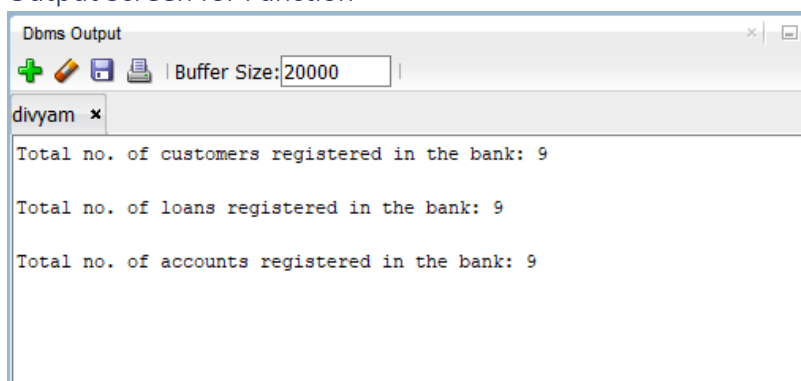 Output screen for Function
Dbms Output
Buffer Size: 20000
divyam
Total no. of customers registered in the bank: 9
Total no. of loans registered in the bank: 9
Total no. of accounts registered in the bank: 9